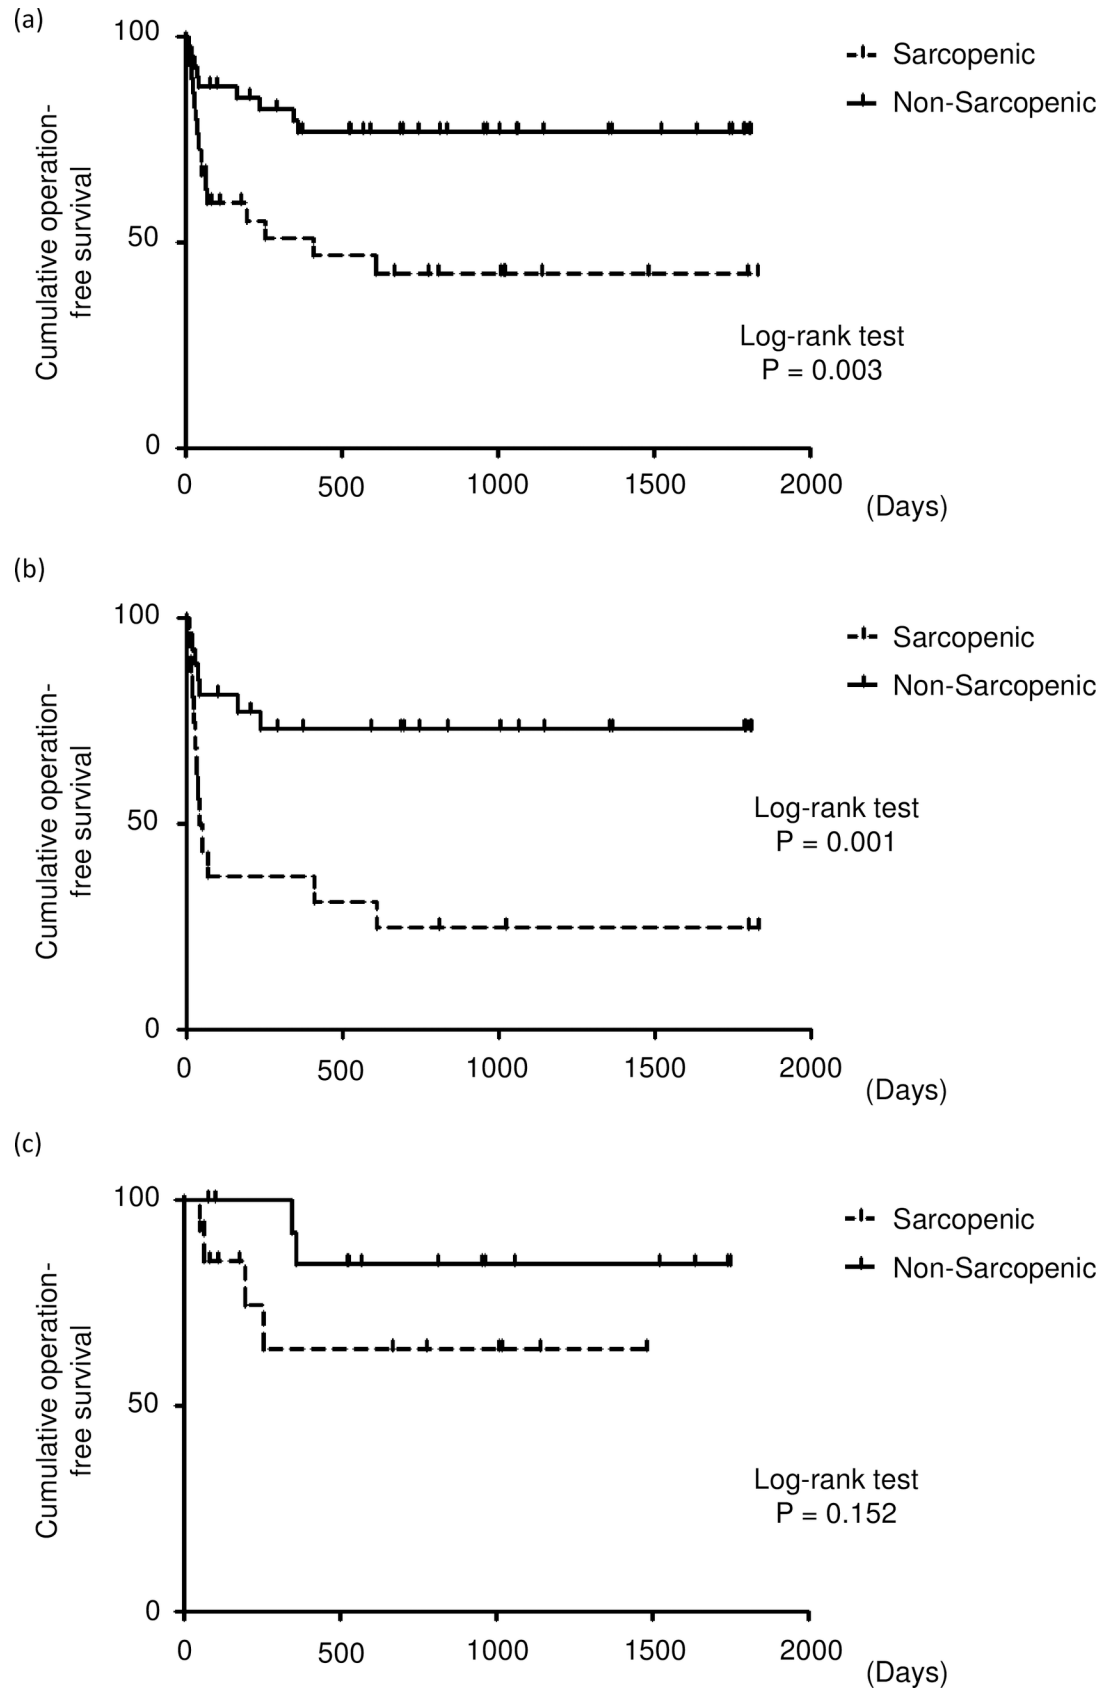 (a)
100
50
0
Cumulative operation-
free survival
Sarcopenic
Non-Sarcopenic
Log-rank test
P = 0.003
0 500 1000 1500 2000
(Days)
(b)
100
50
0
Cumulative operation-
free survival
Sarcopenic
Non-Sarcopenic
Log-rank test
P = 0.001
0 500 1000 1500 2000
(Days)
(c)
100
50
0
Cumulative operation-
free survival
Sarcopenic
Non-Sarcopenic
Log-rank test
P = 0.152
0 500 1000 1500 2000
(Days)